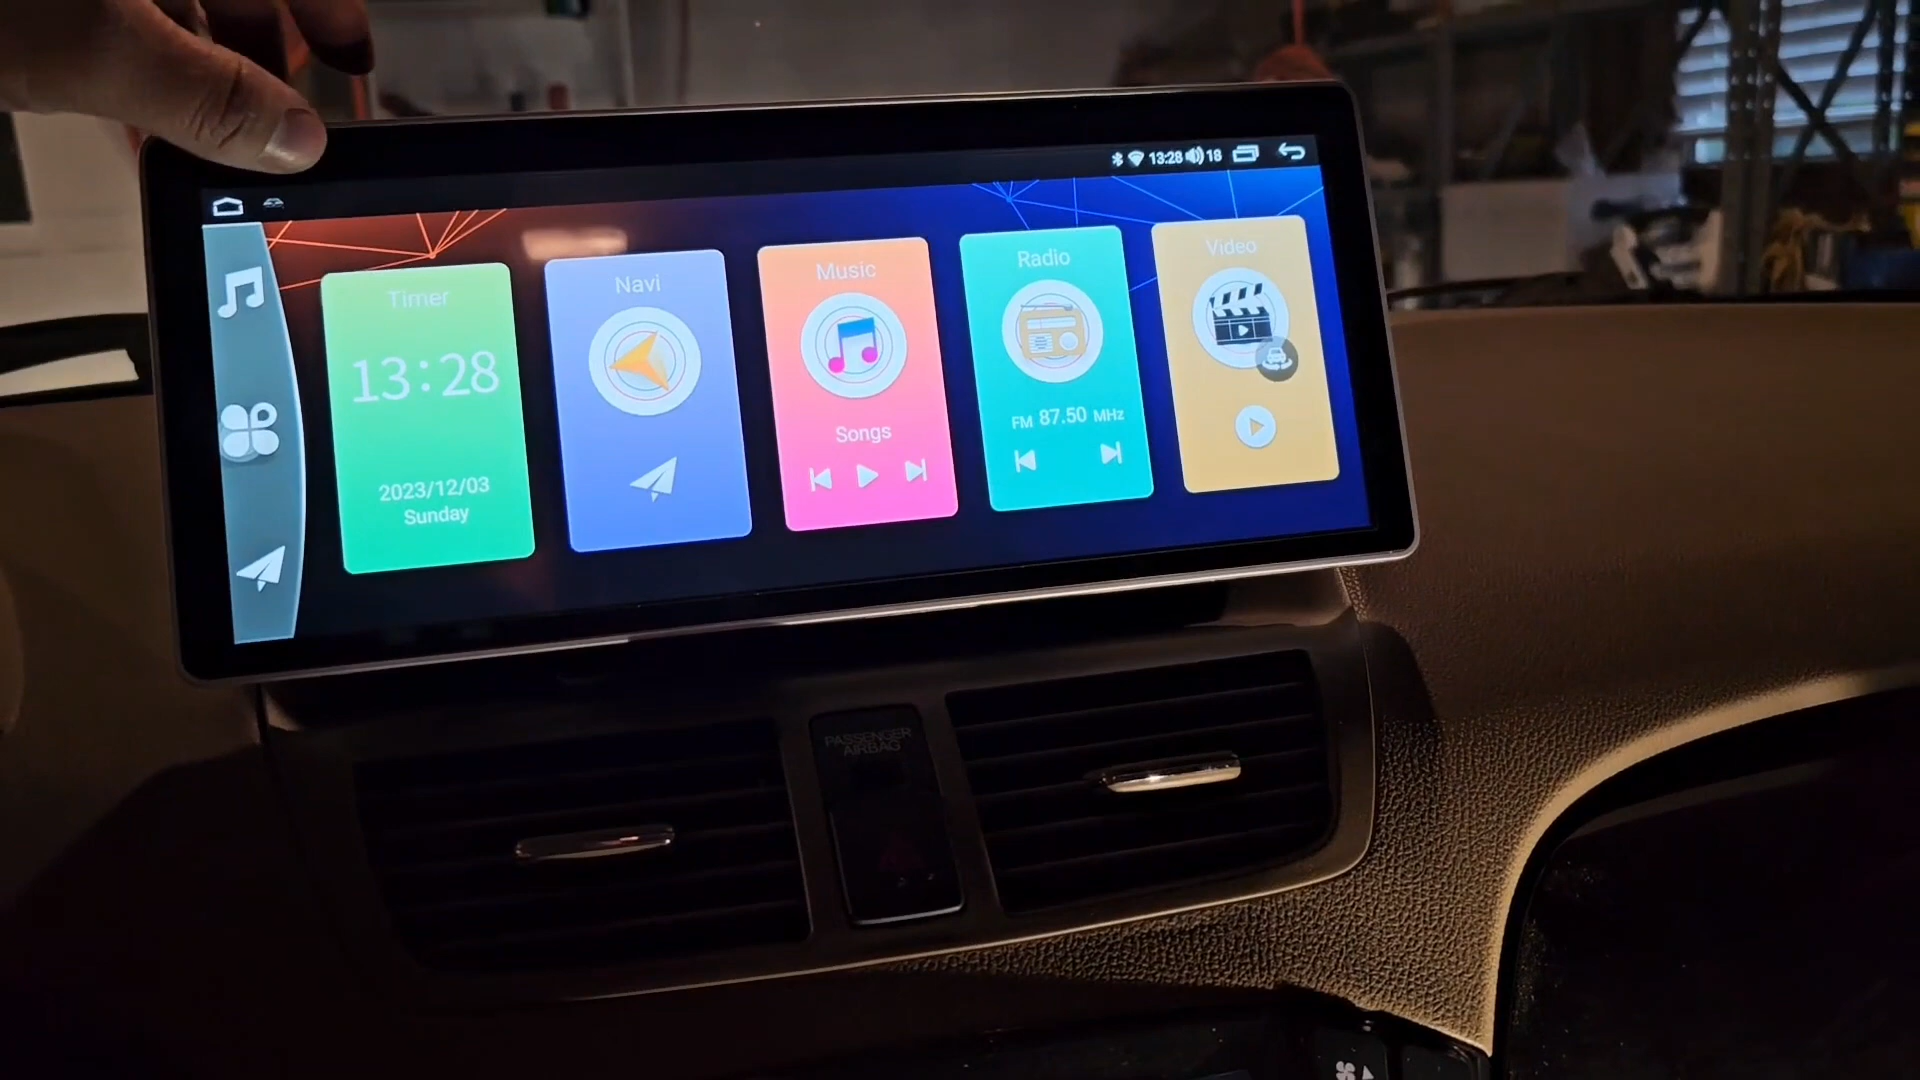 13:28 18
Timer
13:28
2023/12/03
Sunday
Navi
Music
Songs
Radio
FM 87.50 MHz
Video
PASSENGER
AIRBAG